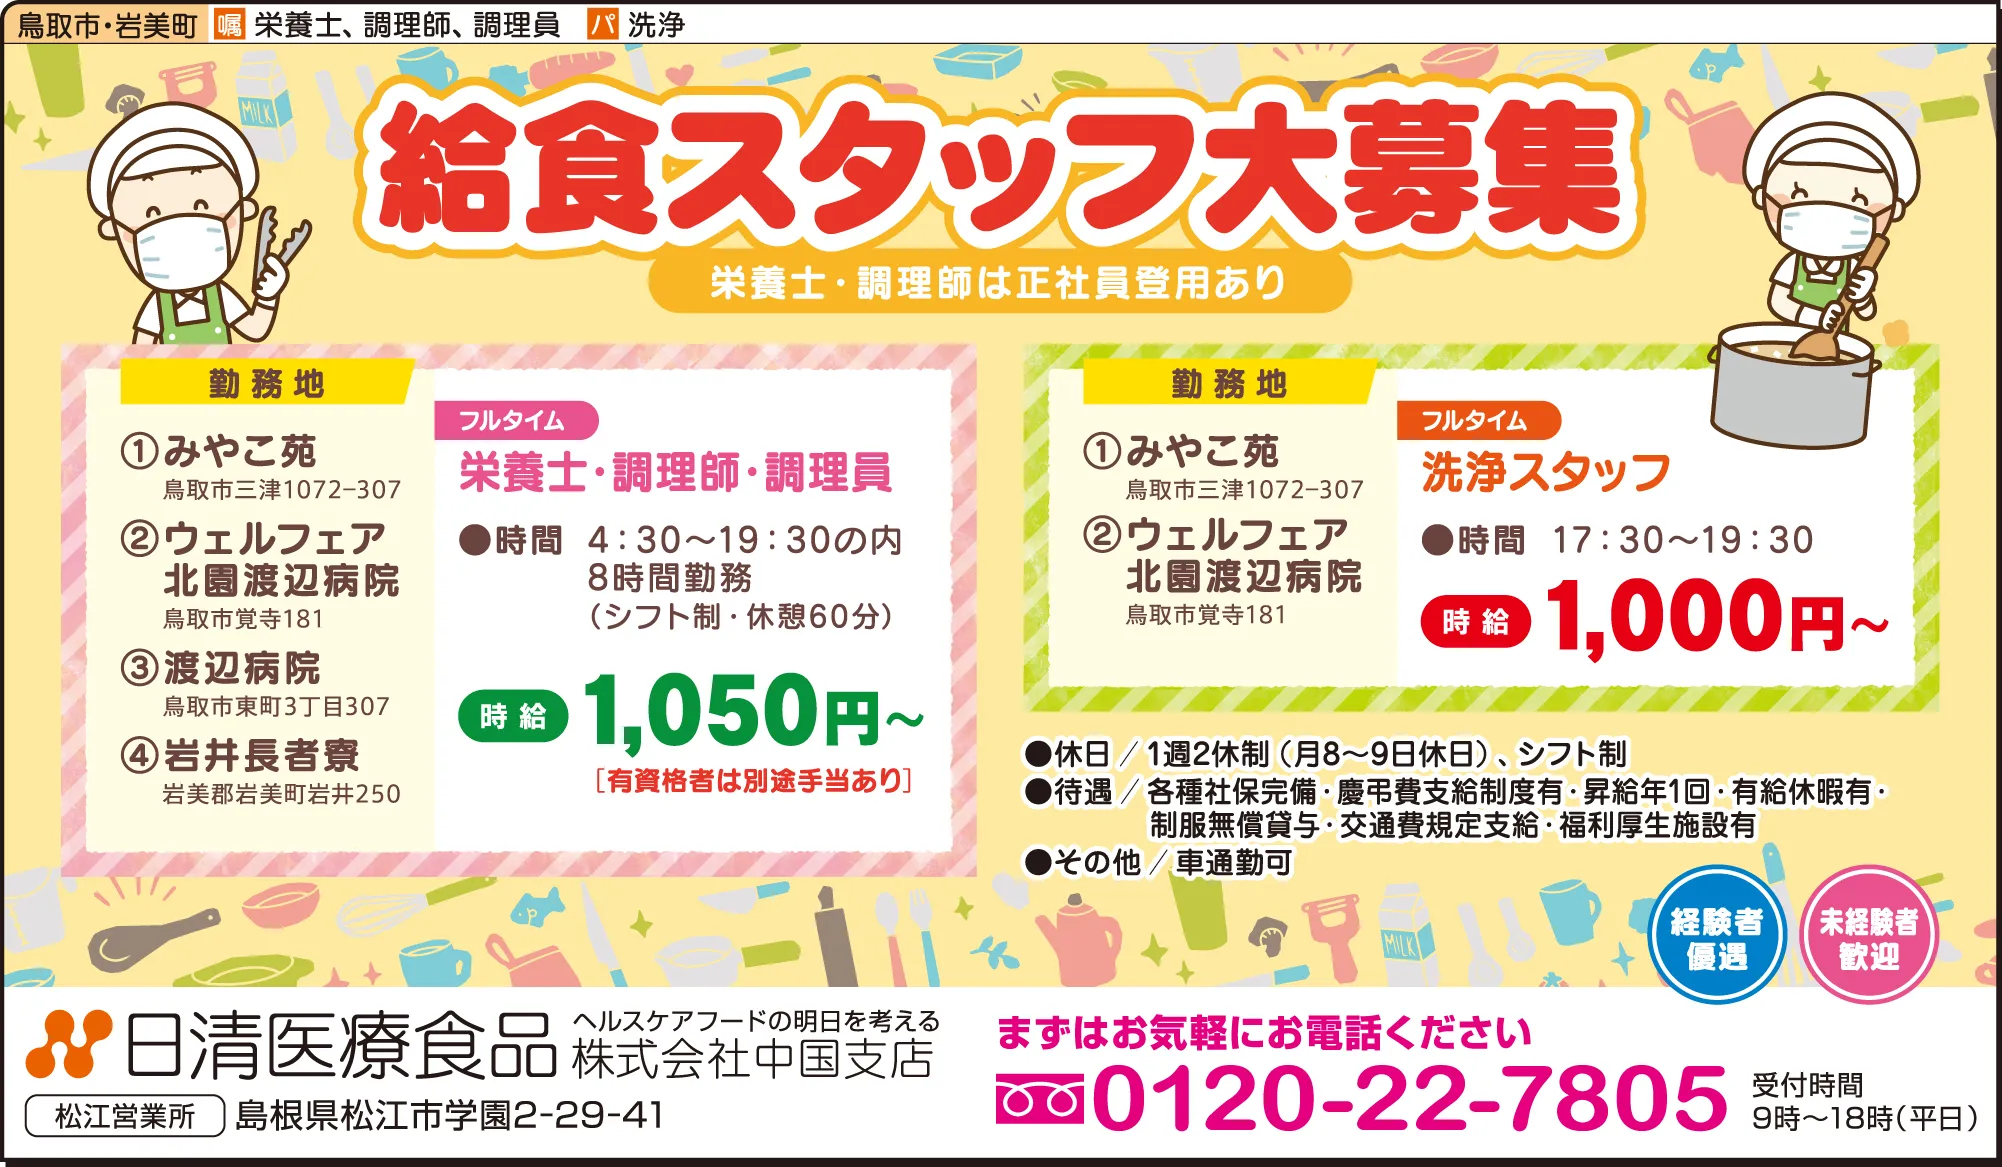 鳥取市・岩美町 嘱 栄養士、調理師、調理員 パ 洗浄
MILK
給食スタッフ大募集
栄養士・調理師は正社員登用あり
勤務地
①みやこ苑
鳥取市三津1072−307
②ウェルフェア
北園渡辺病院
鳥取市覚寺181
③渡辺病院
鳥取市東町3丁目307
④岩井長者寮
岩美郡岩美町岩井250
フルタイム
栄養士・調理師・調理員
●時間 4：30〜19：30の内
8時間勤務
（シフト制・休憩60分）
時給 1,050円〜
［有資格者は別途手当あり］
勤務地
①みやこ苑
鳥取市三津1072−307
②ウェルフェア
北園渡辺病院
鳥取市覚寺181
フルタイム
洗浄スタッフ
●時間 17：30〜19：30
時給 1,000円〜
●休日／1週2休制（月8〜9日休日）、シフト制
●待遇／各種社保完備・慶弔費支給制度有・昇給年1回・有給休暇有・
制服無償貸与・交通費規定支給・福利厚生施設有
●その他／車通勤可
MILK
経験者
優遇
未経験者
歓迎
日清医療食品
ヘルスケアフードの明日を考える
株式会社中国支店
松江営業所 島根県松江市学園2-29-41
まずはお気軽にお電話ください
0120-22-7805
受付時間
9時〜18時（平日）